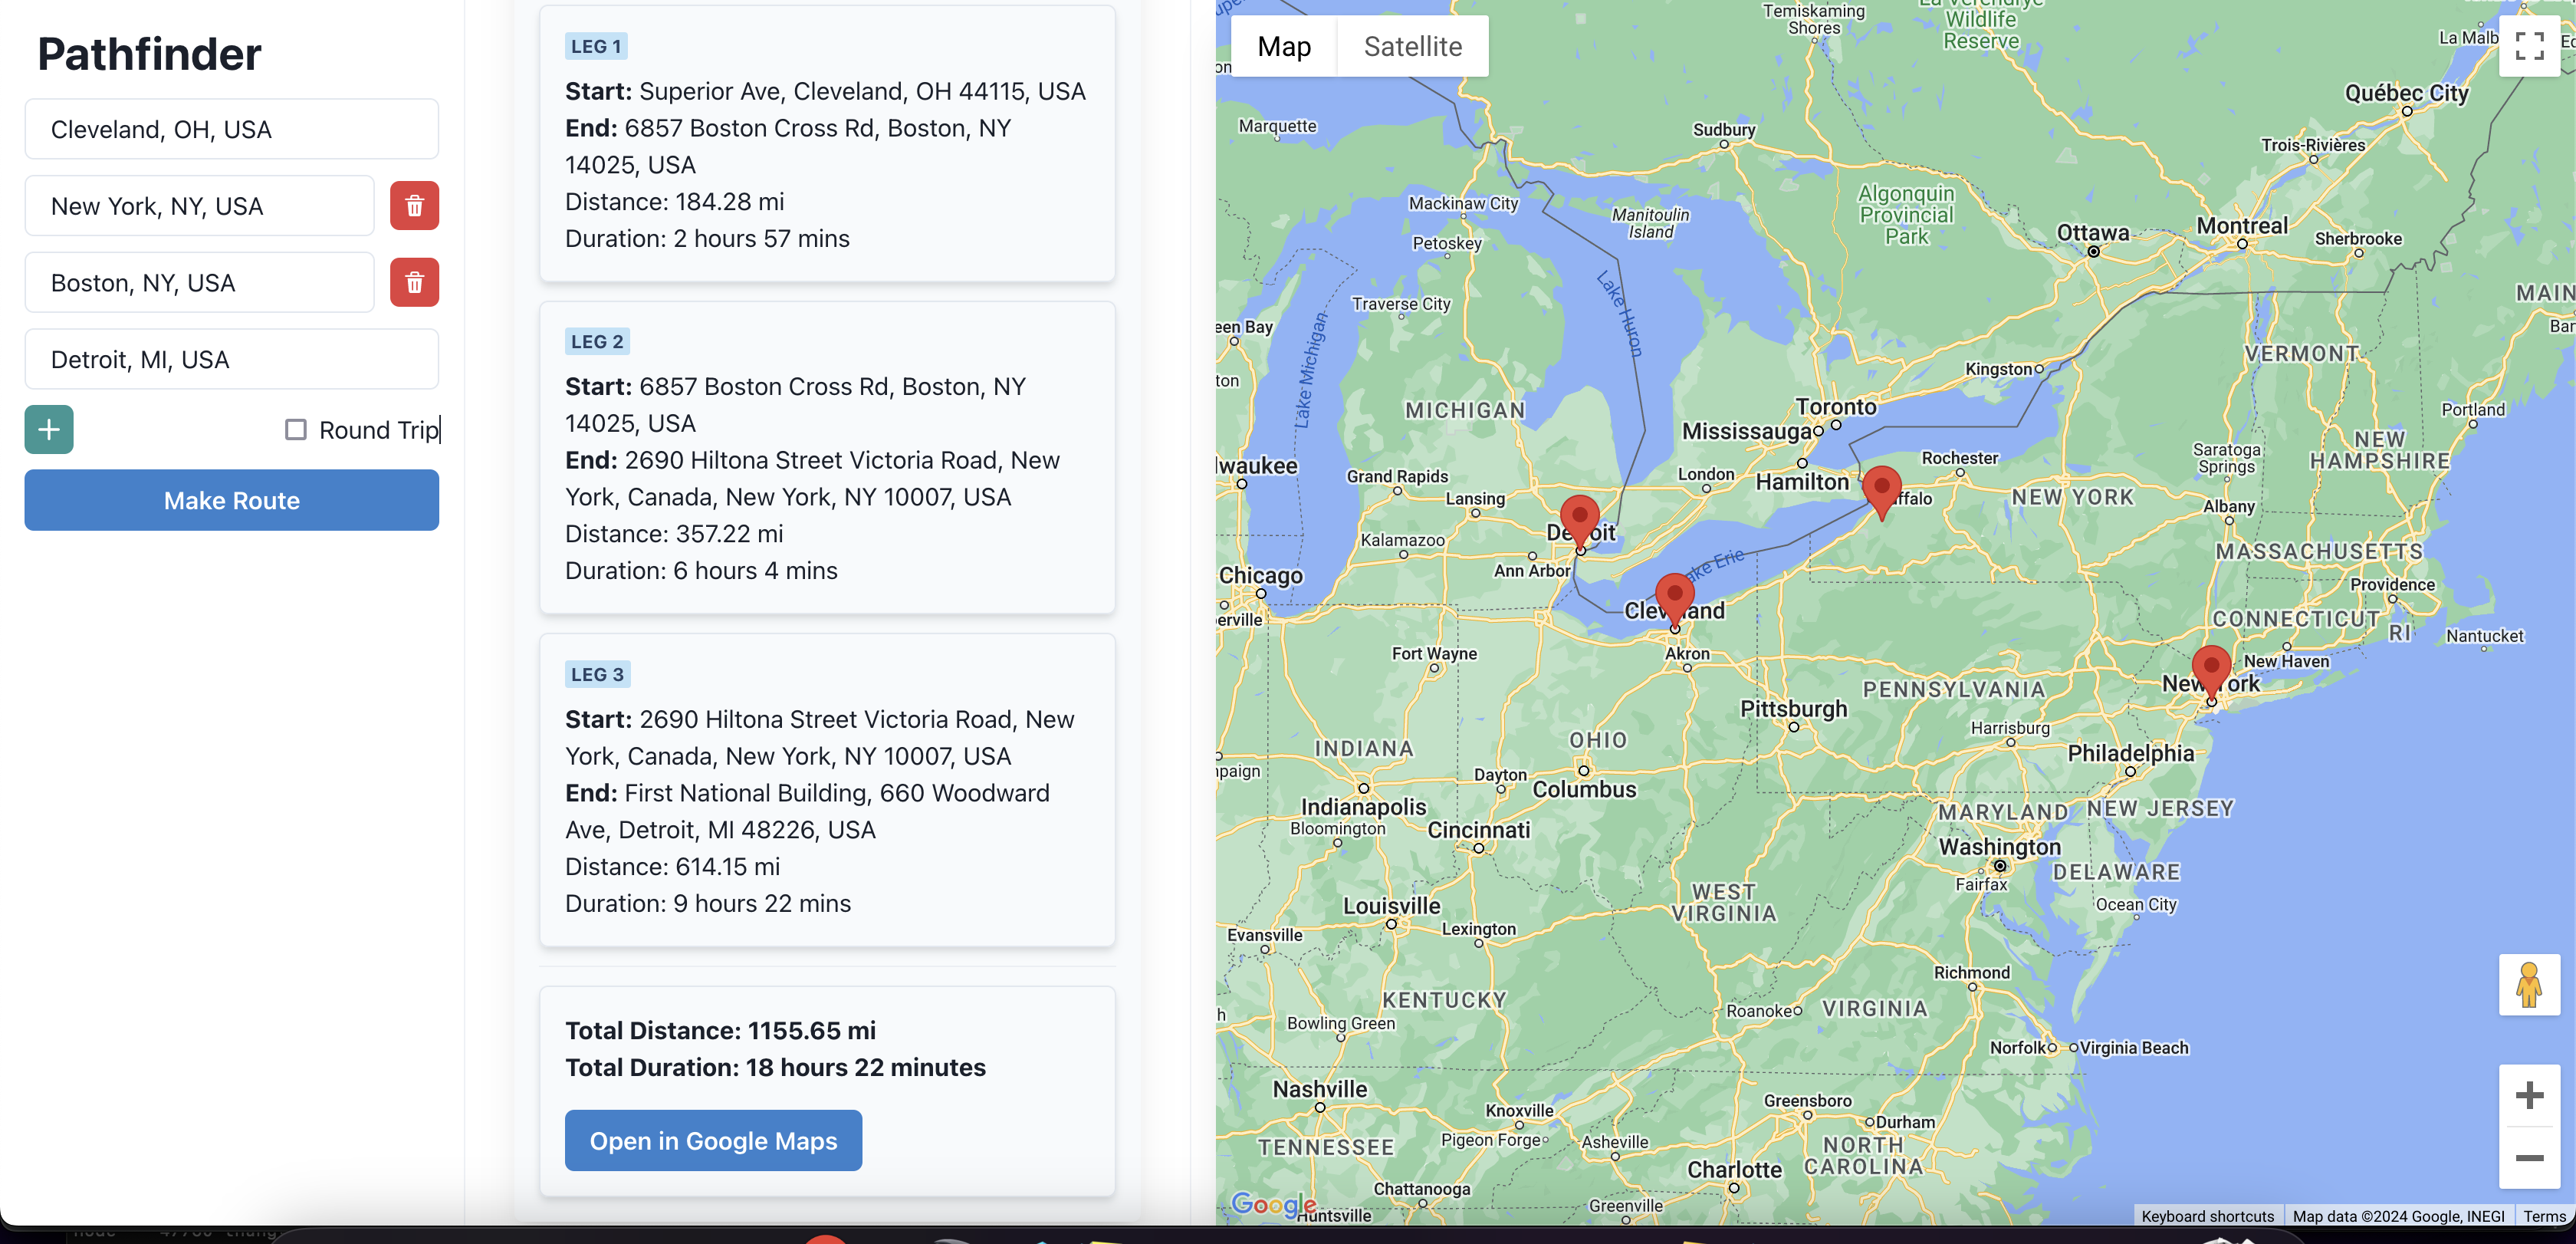 Pathfinder
Cleveland, OH, USA
New York, NY, USA
Boston, NY, USA
Detroit, MI, USA
Round Trip
Make Route
LEG 1
Start: Superior Ave, Cleveland, OH 44115, USA
End: 6857 Boston Cross Rd, Boston, NY
14025, USA
Distance: 184.28 mi
Duration: 2 hours 57 mins
LEG 2
Start: 6857 Boston Cross Rd, Boston, NY
14025, USA
End: 2690 Hiltona Street Victoria Road, New
York, Canada, New York, NY 10007, USA
Distance: 357.22 mi
Duration: 6 hours 4 mins
LEG 3
Start: 2690 Hiltona Street Victoria Road, New
York, Canada, New York, NY 10007, USA
End: First National Building, 660 Woodward
Ave, Detroit, MI 48226, USA
Distance: 614.15 mi
Duration: 9 hours 22 mins
Total Distance: 1155.65 mi
Total Duration: 18 hours 22 minutes
Open in Google Maps
Map
Satellite
Temiskaming
Shores
Wildlife
Reserve
La Malb
Québec City
Marquette
Sudbury
Trois-Rivières
Algonquin
Provincial
Park
Mackinaw City
Manitoulin
Island
Petoskey
Ottawa
Montreal
Sherbrooke
Lake Huron
MAIN
Traverse City
een Bay
Bar
Lake Michigan
VERMONT
Kingston
ton
MICHIGAN
Toronto
Portland
Mississauga
NEW
HAMPSHIRE
Saratoga
Springs
lwaukee
Grand Rapids
London
Hamilton
Rochester
Lansing
ffalo
NEW YORK
Albany
De oit
Kalamazoo
Ann Arbor
MASSACHUSETTS
ake Erie
Chicago
Providence
erville
Clev and
CONNECTICUT
RI
Nantucket
Fort Wayne
Akron
New Haven
New ork
PENNSYLVANIA
Pittsburgh
Harrisburg
INDIANA
OHIO
Philadelphia
npaign
Dayton
Columbus
Indianapolis
MARYLAND
NEW JERSEY
Bloomington
Cincinnati
Washington
DELAWARE
Fairfax
WEST
VIRGINIA
Louisville
Ocean City
Evansville
Lexington
Richmond
KENTUCKY
Roanoke
VIRGINIA
h
Bowling Green
Norfolk
Virginia Beach
Nashville
Knoxville
Greensboro
Durham
TENNESSEE
Pigeon Forge
Asheville
NORTH
CAROLINA
Charlotte
Chattanooga
Google
Huntsville
Greenville
Keyboard shortcuts
Map data ©2024 Google, INEGI
Terms